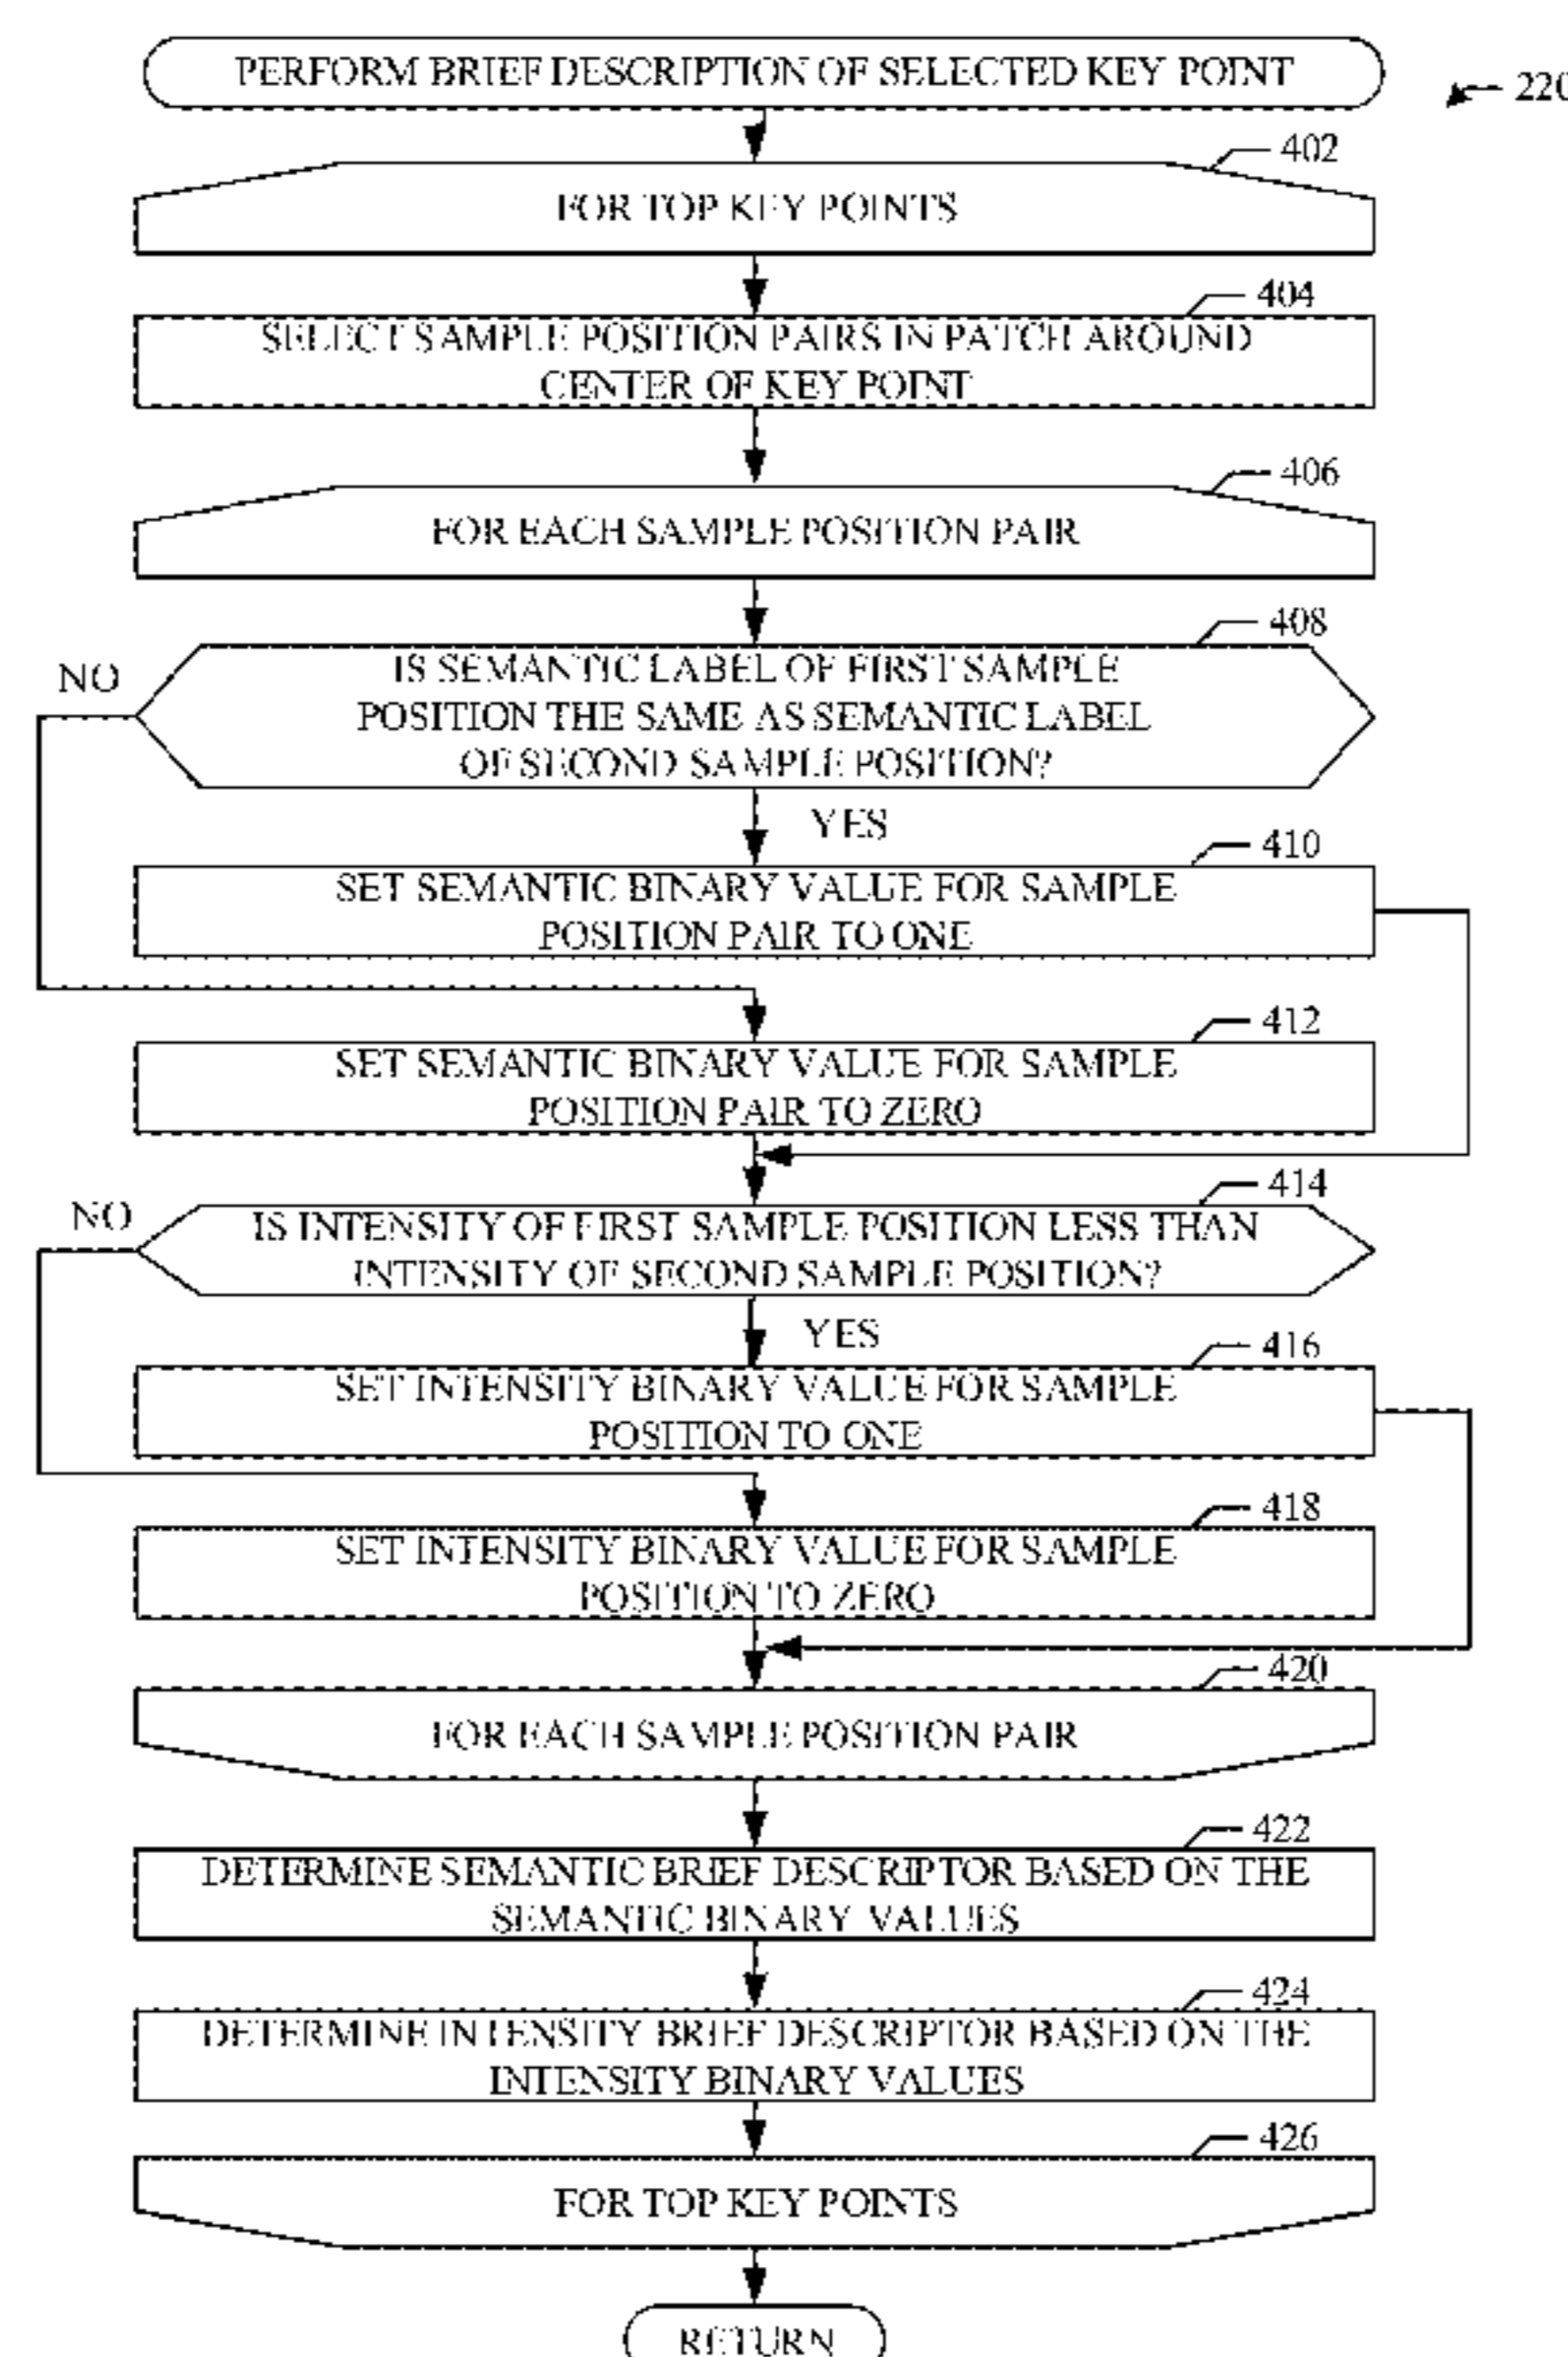 PERFORM BRIEF DESCRIPTION OF SELECTED KEY POINT
220
402
FOR TOP KEY POINTS
404
SELECT SAMPLE POSITION PAIRS IN PATCH AROUND
CENTER OF KEY POINT
406
FOR EACH SAMPLE POSITION PAIR
408
NO
IS SEMANTIC LABEL OF FIRST SAMPLE
POSITION THE SAME AS SEMANTIC LABEL
OF SECOND SAMPLE POSITION?
YES
410
SET SEMANTIC BINARY VALUE FOR SAMPLE
POSITION PAIR TO ONE
412
SET SEMANTIC BINARY VALUE FOR SAMPLE
POSITION PAIR TO ZERO
414
NO
IS INTENSITY OF FIRST SAMPLE POSITION LESS THAN
INTENSITY OF SECOND SAMPLE POSITION?
YES
416
SET INTENSITY BINARY VALUE FOR SAMPLE
POSITION TO ONE
418
SET INTENSITY BINARY VALUE FOR SAMPLE
POSITION TO ZERO
420
FOR EACH SAMPLE POSITION PAIR
422
DETERMINE SEMANTIC BRIEF DESCRIPTOR BASED ON THE
SEMANTIC BINARY VALUES
424
DETERMINE INTENSITY BRIEF DESCRIPTOR BASED ON THE
INTENSITY BINARY VALUES
426
FOR TOP KEY POINTS
RETURN